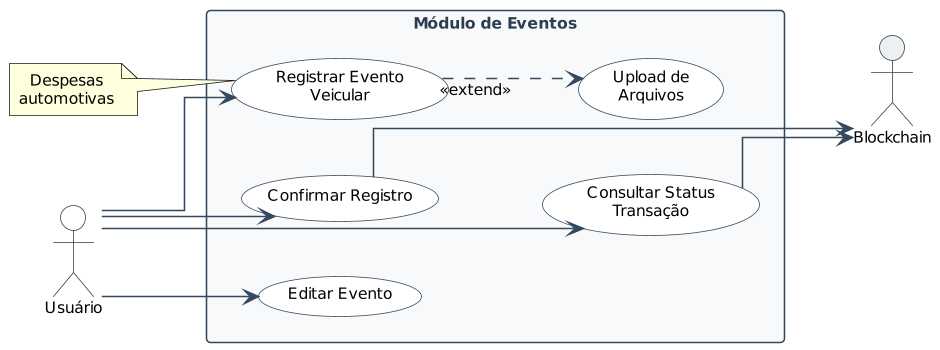 Módulo de Eventos
Despesas
automotivas
Registrar Evento
Veicular
«extend»
Upload de
Arquivos
Blockchain
Confirmar Registro
Consultar Status
Transação
Usuário
Editar Evento